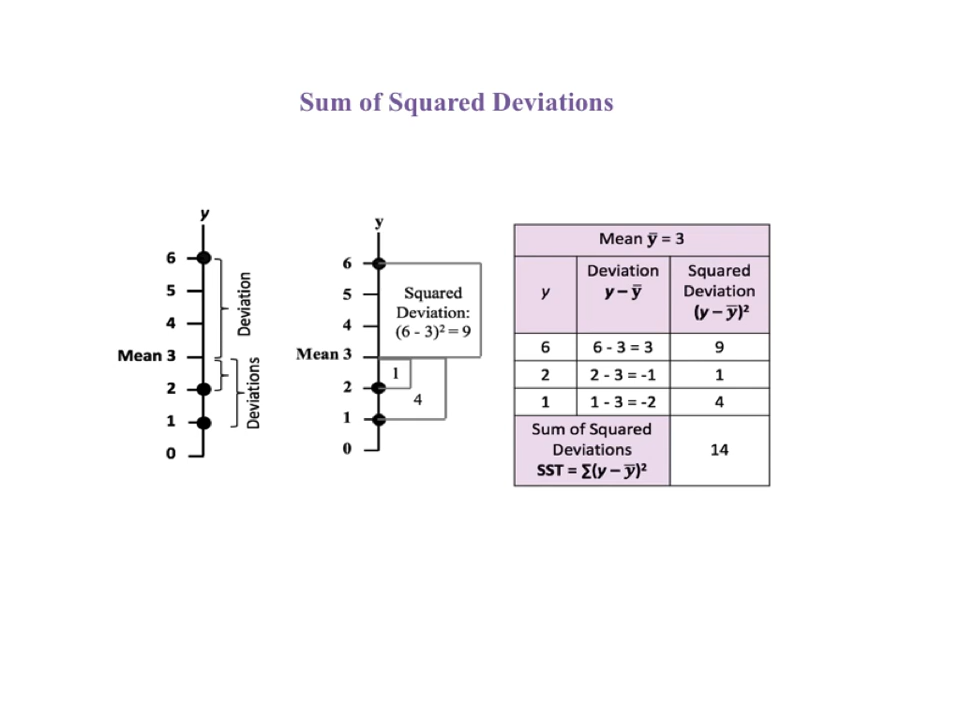 Sum of Squared Deviations
y
6
5
4
Mean 3
2
1
0
Deviation
Deviations
y
6
5
4
Mean 3
2
1
0
Squared
Deviation:
(6 - 3)² = 9
1
4
Mean ȳ = 3
y
Deviation
y – ȳ
Squared
Deviation
(y – ȳ)²
6 6 - 3 = 3 9
2 2 - 3 = -1 1
1 1 - 3 = -2 4
Sum of Squared
Deviations
SST = ∑(y – ȳ)²
14